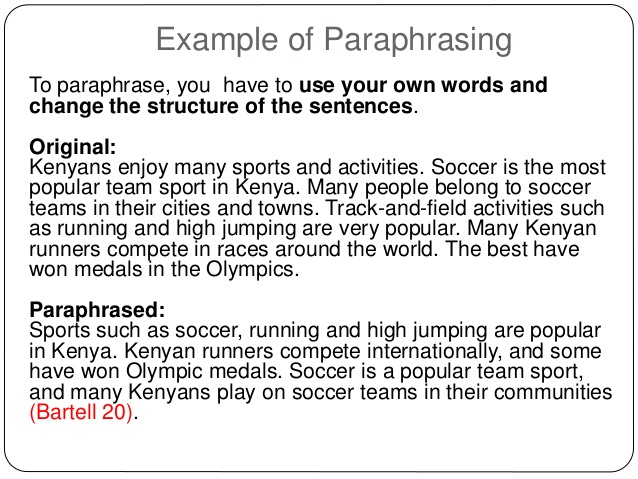 Example of Paraphrasing
To paraphrase, you  have to use your own words and
change the structure of the sentences.
Original:
Kenyans enjoy many sports and activities. Soccer is the most
popular team sport in Kenya. Many people belong to soccer
teams in their cities and towns. Track-and-field activities such
as running and high jumping are very popular. Many Kenyan
runners compete in races around the world. The best have
won medals in the Olympics.
Paraphrased:
Sports such as soccer, running and high jumping are popular
in Kenya. Kenyan runners compete internationally, and some
have won Olympic medals. Soccer is a popular team sport,
and many Kenyans play on soccer teams in their communities
(Bartell 20).